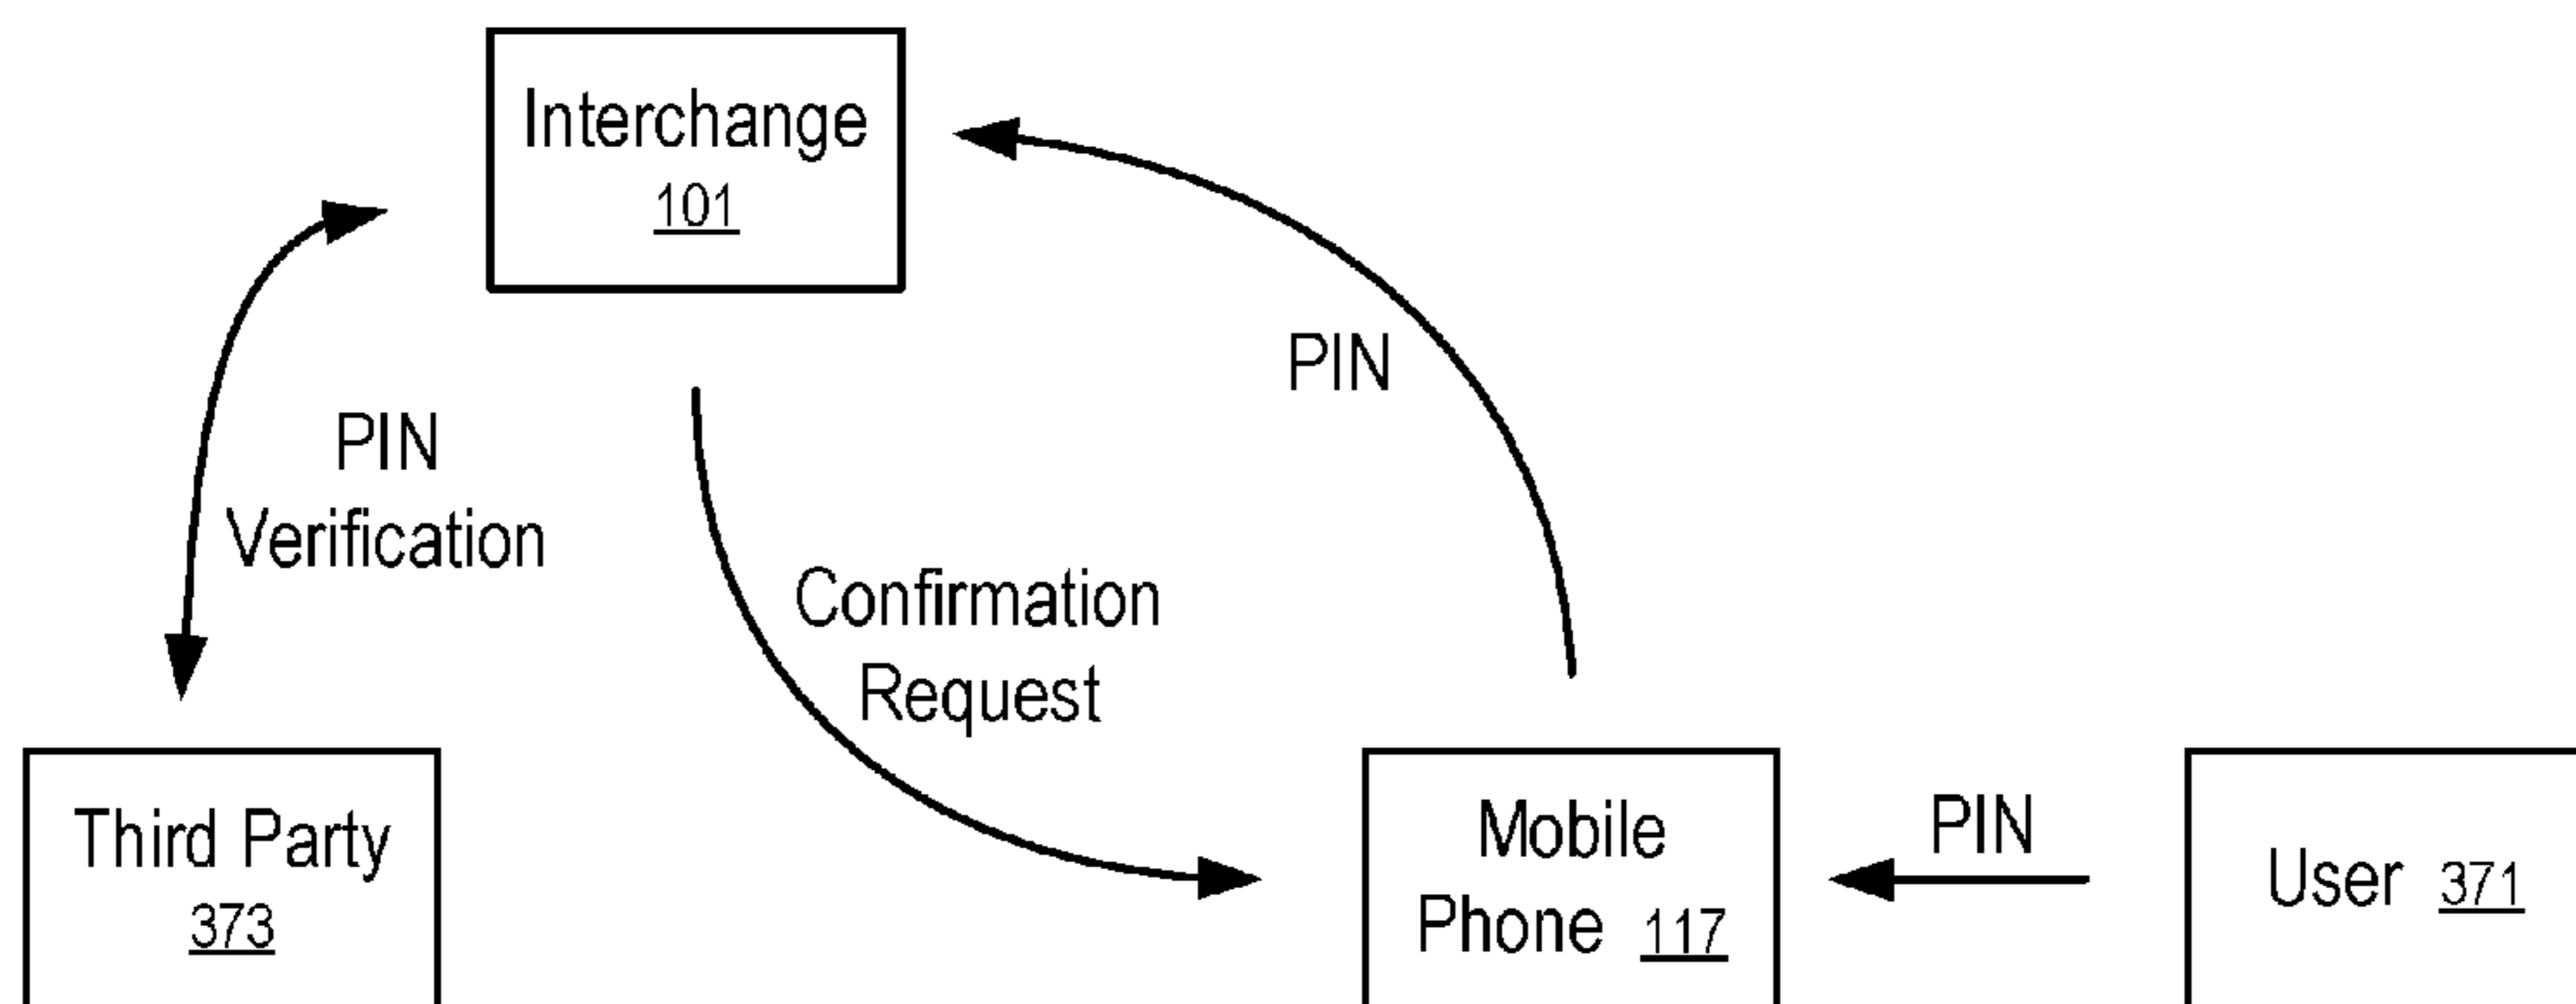 Interchange
101
PIN
PIN
Verification
Confirmation
Request
Third Party
373
Mobile
Phone 117
PIN
User 371